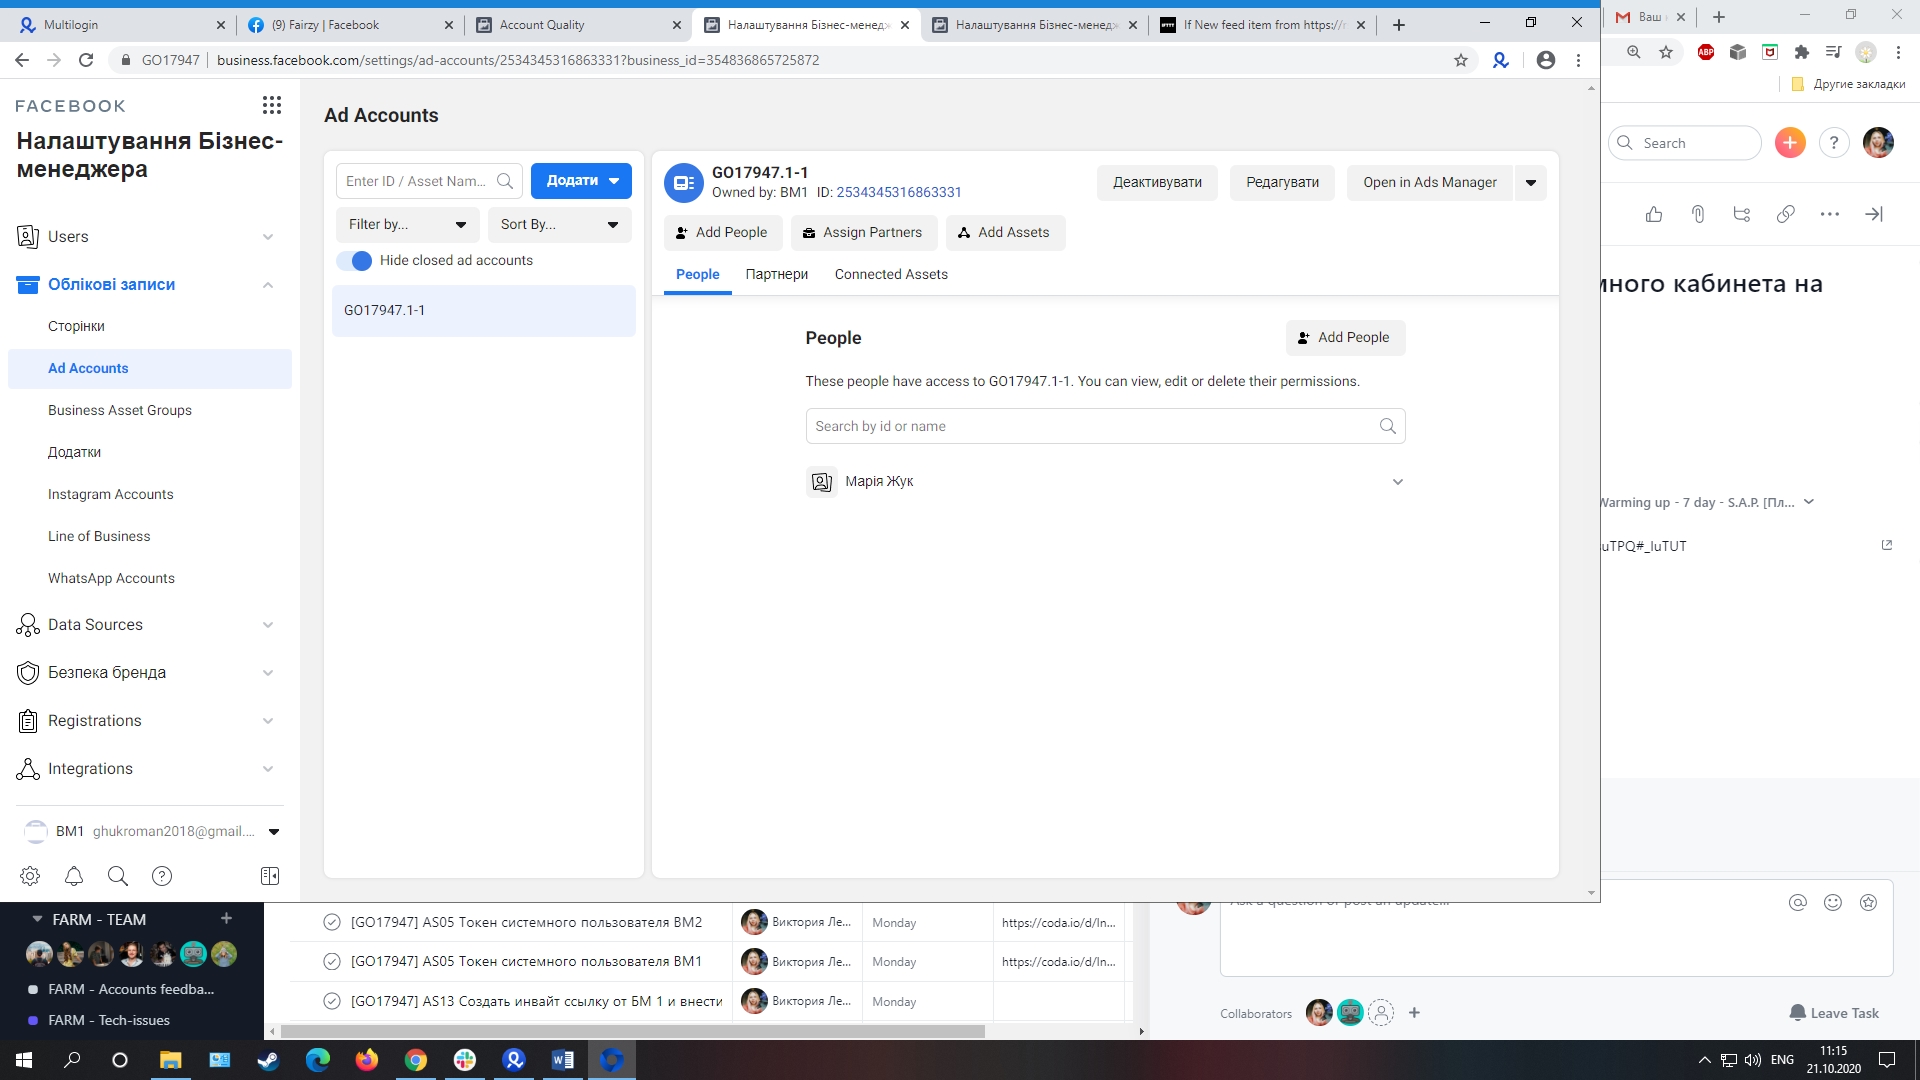 Multilogin
(9) Fairzy | Facebook
Account Quality
Налаштування Бізнес-менедж
Налаштування Бізнес-менедж
If New feed item from https://r
Ваш
GO17947
business.facebook.com/settings/ad-accounts/2534345316863331?business_id=354836865725872
ABP
Другие закладки
FACEBOOK
Налаштування Бізнес-
менеджера
Users
Облікові записи
Сторінки
Ad Accounts
Business Asset Groups
Додатки
Instagram Accounts
Line of Business
WhatsApp Accounts
Data Sources
Безпека бренда
Registrations
Integrations
BM1 ghukroman2018@gmail....
Ad Accounts
Enter ID / Asset Nam...
Додати
Filter by...
Sort By...
Hide closed ad accounts
GO17947.1-1
GO17947.1-1
Owned by: BM1 ID: 2534345316863331
Деактивувати
Редагувати
Open in Ads Manager
Add People
Assign Partners
Add Assets
People
Партнери
Connected Assets
People
Add People
These people have access to GO17947.1-1. You can view, edit or delete their permissions.
Search by id or name
Марія Жук
Search
много кабинета на
Warming up - 7 day - S.A.P. [Пл...
uTPQ#_IuTUT
Ask a question or post an update...
Collaborators
Leave Task
FARM - TEAM
FARM - Accounts feedba...
FARM - Tech-issues
[GO17947] AS05 Токен системного пользователя BM2
Виктория Ле...
Monday
https://coda.io/d/In...
[GO17947] AS05 Токен системного пользователя BM1
Виктория Ле...
Monday
https://coda.io/d/In...
[GO17947] AS13 Создать инвайт ссылку от БМ 1 и внести
Виктория Ле...
Monday
ENG
11:15
21.10.2020